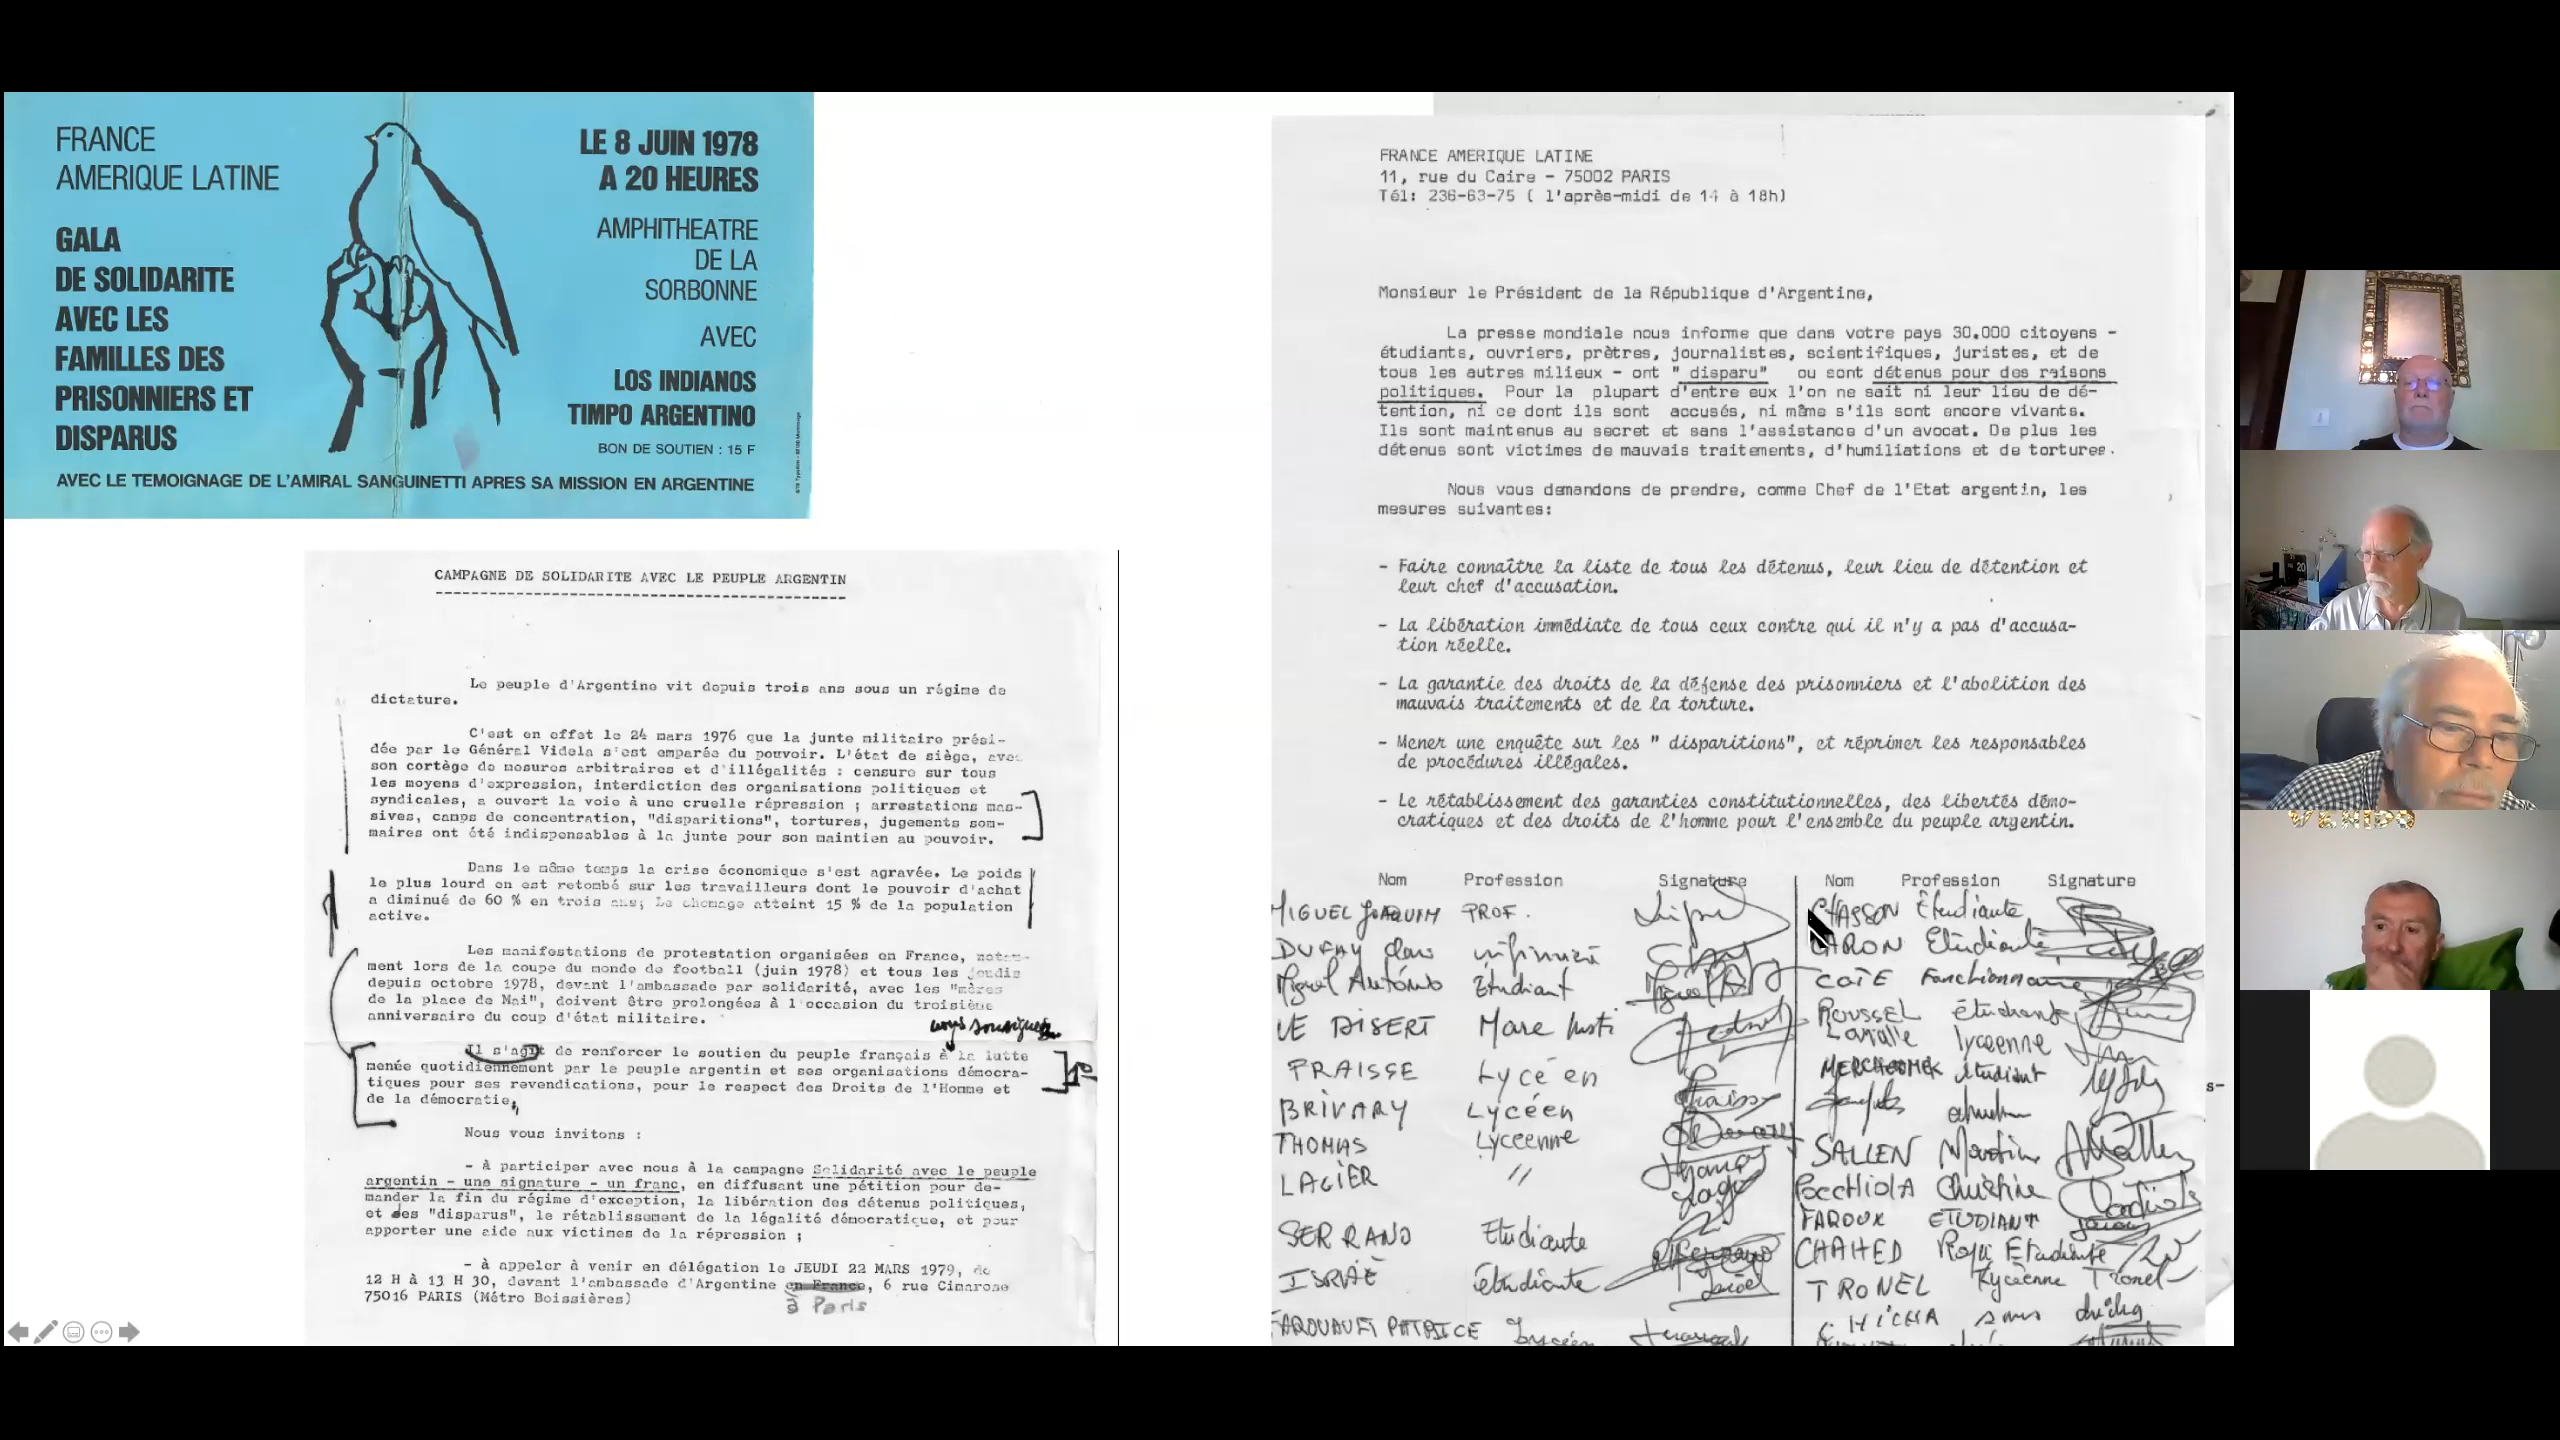 FRANCE
AMERIQUE LATINE
GALA
DE SOLIDARITE
AVEC LES
FAMILLES DES
PRISONNIERS ET
DISPARUS
LE 8 JUIN 1978
A 20 HEURES
AMPHITHEATRE
DE LA
SORBONNE
AVEC
LOS INDIANOS
TIMPO ARGENTINO
BON DE SOUTIEN : 15 F
AVEC LE TEMOIGNAGE DE L'AMIRAL SANGUINETTI APRES SA MISSION EN ARGENTINE
CAMPAGNE DE SOLIDARITE AVEC LE PEUPLE ARGENTIN
Le peuple d'Argentine vit depuis trois ans sous un régime de
dictature.
C'est en effet le 24 mars 1976 que la junte militaire prési-
dée par le Général Videla s'est emparée du pouvoir. L'état de siège, avec
son cortège de mesures arbitraires et d'illégalités : censure sur tous
les moyens d'expression, interdiction des organisations politiques et
syndicales, a ouvert la voie à une cruelle répression ; arrestations mas-
sives, camps de concentration, "disparitions", tortures, jugements som-
maires ont été indispensables à la junte pour son maintien au pouvoir.
Dans le même temps la crise économique s'est agravée. Le poids
le plus lourd en est retombé sur les travailleurs dont le pouvoir d'achat
a diminué de 60 % en trois ans; Le chomage atteint 15 % de la population
active.
Les manifestations de protestation organisées en France, notam-
ment lors de la coupe du monde de football (juin 1978) et tous les jeudis
depuis octobre 1978, devant l'ambassade par solidarité, avec les "mères
de la place de Mai", doivent être prolongées à l'occasion du troisième
anniversaire du coup d'état militaire.
Il s'agit de renforcer le soutien du peuple français à la lutte
menée quotidiennement par le peuple argentin et ses organisations démocra-
tiques pour ses revendications, pour le respect des Droits de l'Homme et
de la démocratie,
Nous vous invitons :
- à participer avec nous à la campagne Solidarité avec le peuple
argentin - une signature - un franc, en diffusant une pétition pour de-
mander la fin du régime d'exception, la libération des détenus politiques,
et des "disparus", le rétablissement de la légalité démocratique, et pour
apporter une aide aux victimes de la répression ;
- à appeler à venir en délégation le JEUDI 22 MARS 1979, de
12 H à 13 H 30, devant l'ambassade d'Argentine en France, 6 rue Cimarose
à Paris
75016 PARIS (Métro Boissières)
FRANCE AMERIQUE LATINE
11, rue du Caire - 75002 PARIS
Tél: 236-63-75 ( l'après-midi de 14 à 18h)
Monsieur le Président de la République d'Argentine,
La presse mondiale nous informe que dans votre pays 30.000 citoyens -
étudiants, ouvriers, prètres, journalistes, scientifiques, juristes, et de
tous les autres milieux - ont " disparu" ou sont détenus pour des raisons
politiques. Pour la plupart d'entre eux l'on ne sait ni leur lieu de dé-
tention, ni ce dont ils sont accusés, ni même s'ils sont encore vivants.
Ils sont maintenus au secret et sans l'assistance d'un avocat. De plus les
détenus sont victimes de mauvais traitements, d'humiliations et de tortures.
Nous vous demandons de prendre, comme Chef de l'Etat argentin, les
mesures suivantes:
- Faire connaître la liste de tous les détenus, leur lieu de détention et
leur chef d'accusation.
- La libération immédiate de tous ceux contre qui il n'y a pas d'accusa-
tion réelle.
- La garantie des droits de la défense des prisonniers et l'abolition des
mauvais traitements et de la torture.
- Mener une enquête sur les " disparitions", et réprimer les responsables
de procédures illégales.
- Le rétablissement des garanties constitutionnelles, des libertés démo-
cratiques et des droits de l'homme pour l'ensemble du peuple argentin.
Nom Profession Signature
MIGUEL JOAQUIM PROF.
DUFAY
Miguel António Étudiant
LE DISERT
FRAISSE Lycéen
BRIVARY Lycéen
THOMAS Lyceenne
LAGIER "
SERRANO Etudiante
étudiante
PATRICE Lycéen
Nom Profession Signature
CHASSON Étudiante
CARON
COTE Fonctionnaire
ROUSSEL étudiante
lyceenne
étudiant
SALLEN
POCCHIOLA Christine
FAROUX ETUDIANT
CHAHED
TRONEL Lycéenne Tronel
HICHA sans
VENIDO
20